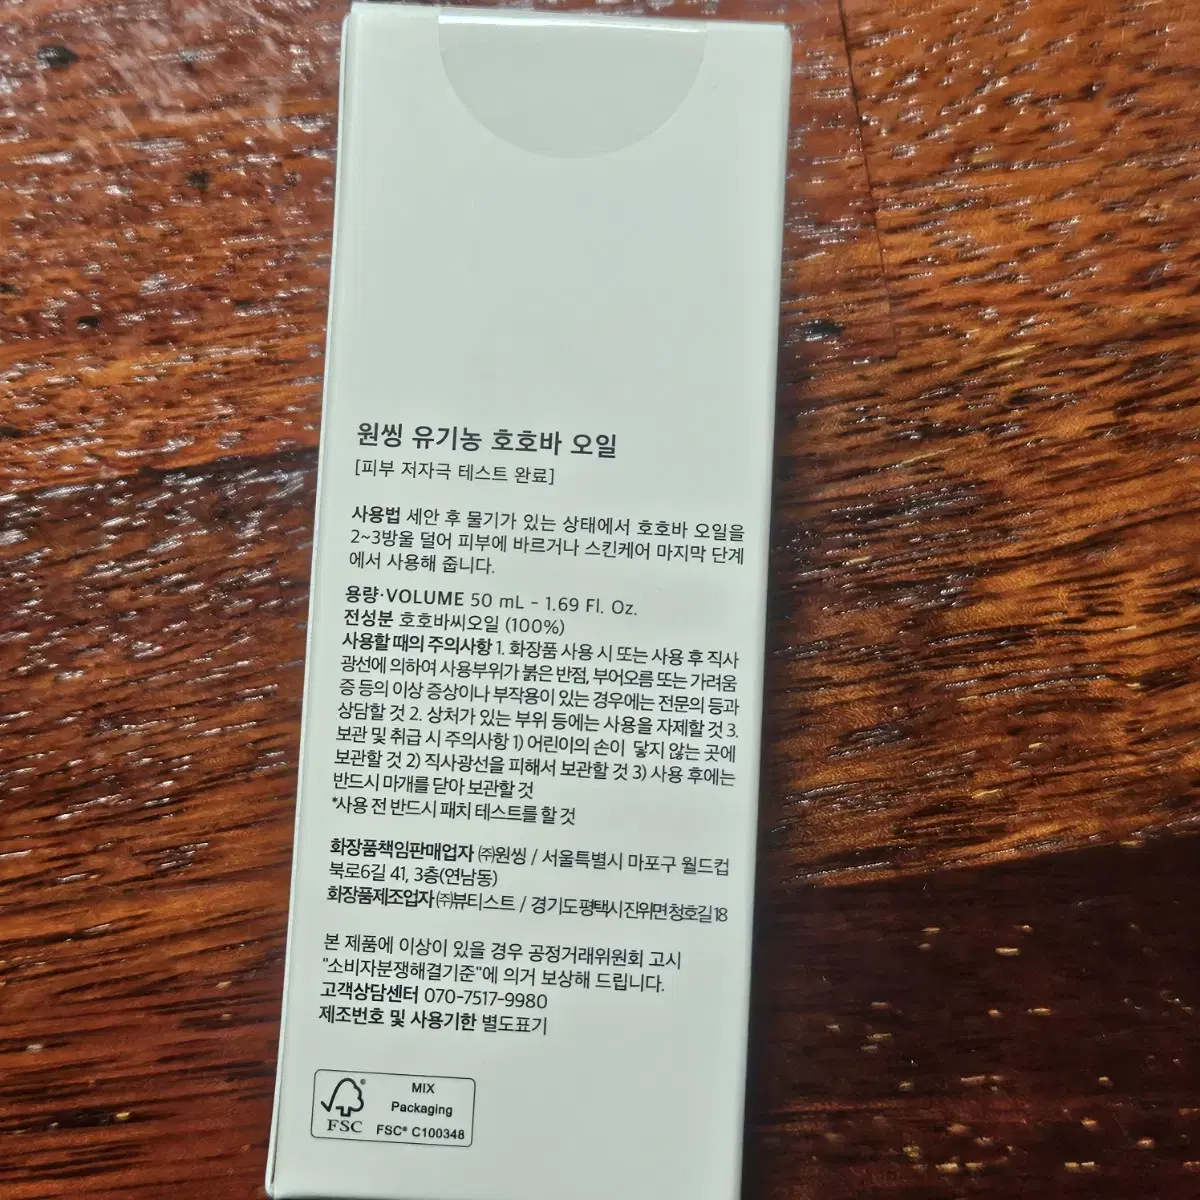 원씽 유기농 호호바 오일
[피부 저자극 테스트 완료]
사용법 세안 후 물기가 있는 상태에서 호호바 오일을
2~3방울 덜어 피부에 바르거나 스킨케어 마지막 단계
에서 사용해 줍니다.
용량·VOLUME 50 mL – 1.69 Fl. Oz.
전성분 호호바씨오일 (100%)
사용할 때의 주의사항 1. 화장품 사용 시 또는 사용 후 직사
광선에 의하여 사용부위가 붉은 반점, 부어오름 또는 가려움
증 등의 이상 증상이나 부작용이 있는 경우에는 전문의 등과
상담할 것 2. 상처가 있는 부위 등에는 사용을 자제할 것 3.
보관 및 취급 시 주의사항 1) 어린이의 손이 닿지 않는 곳에
보관할 것 2) 직사광선을 피해서 보관할 것 3) 사용 후에는
반드시 마개를 닫아 보관할 것
*사용 전 반드시 패치 테스트를 할 것
화장품책임판매업자 ㈜원씽 / 서울특별시 마포구 월드컵
북로6길 41, 3층(연남동)
화장품제조업자 ㈜뷰티스트 / 경기도 평택시 진위면 청호길 18
본 제품에 이상이 있을 경우 공정거래위원회 고시
"소비자분쟁해결기준"에 의거 보상해 드립니다.
고객상담센터 070-7517-9980
제조번호 및 사용기한 별도표기
MIX
Packaging
FSC
FSC® C100348